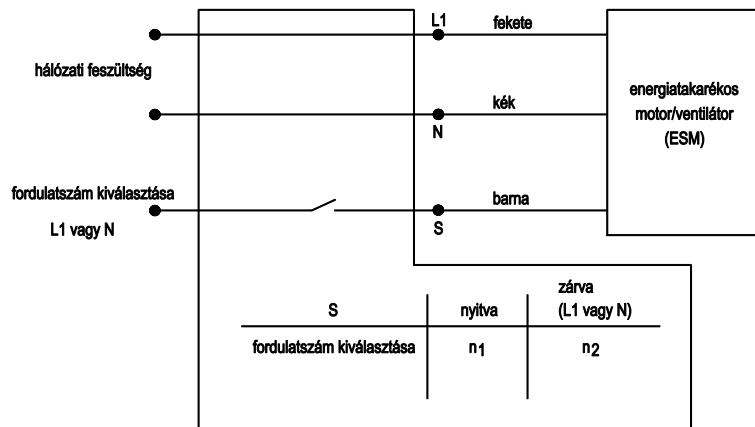 L1
fekete
hálózati feszültség
kék
N
energiatakarékos
motor/ventilátor
(ESM)
fordulatszám kiválasztása
L1 vagy N
barna
S
zárva
S
nyitva
(L1 vagy N)
fordulatszám kiválasztása
n1
n2